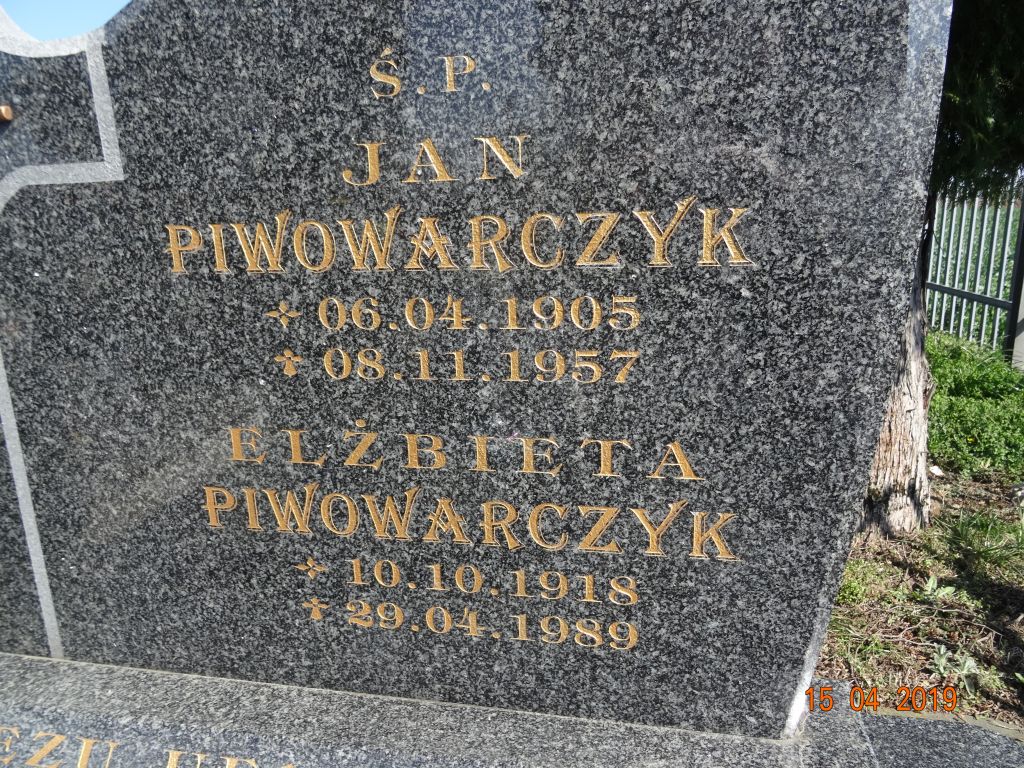 Ś.P.
JAN
PIWOWARCZYK
06.04.1905
08.11.1957
ELŻBIETA
PIWOWARCZYK
10.10.1918
29.04.1989
15 04 2019